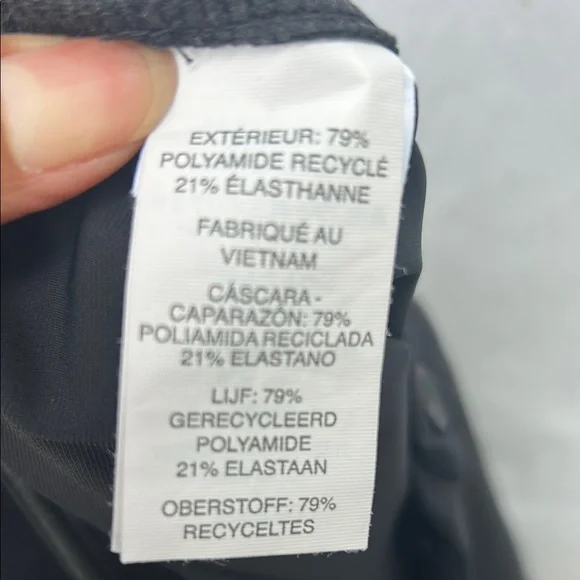 EXTÉRIEUR: 79%
POLYAMIDE RECYCLÉ
21% ÉLASTHANNE
FABRIQUÉ AU
VIETNAM
CÁSCARA-
CAPARAZÓN: 79%
POLIAMIDA RECICLADA
21% ELASTANO
LIJF: 79%
GERECYCLEERD
POLYAMIDE
21% ELASTAAN
OBERSTOFF: 79%
RECYCELTES